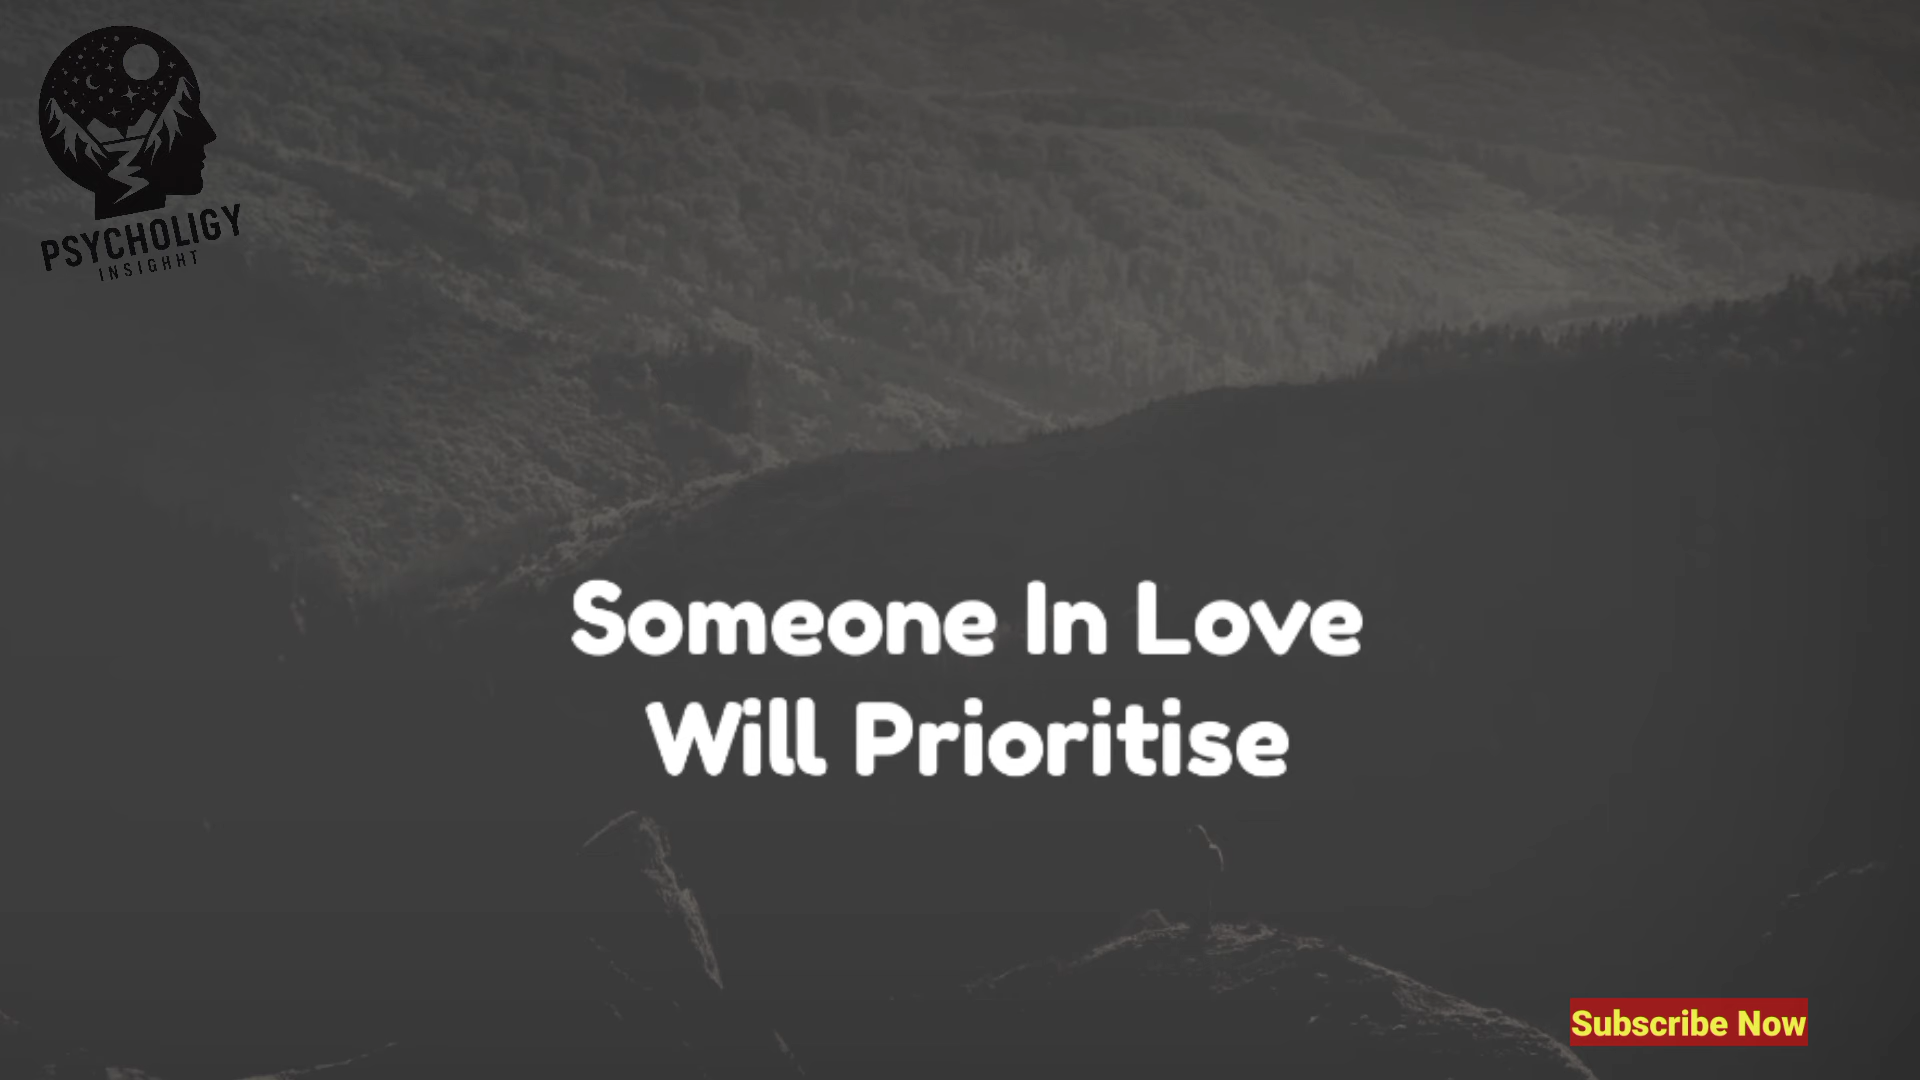 PSYCHOLIGY
INSIGHHT
Someone In Love
Will Prioritise
Subscribe Now